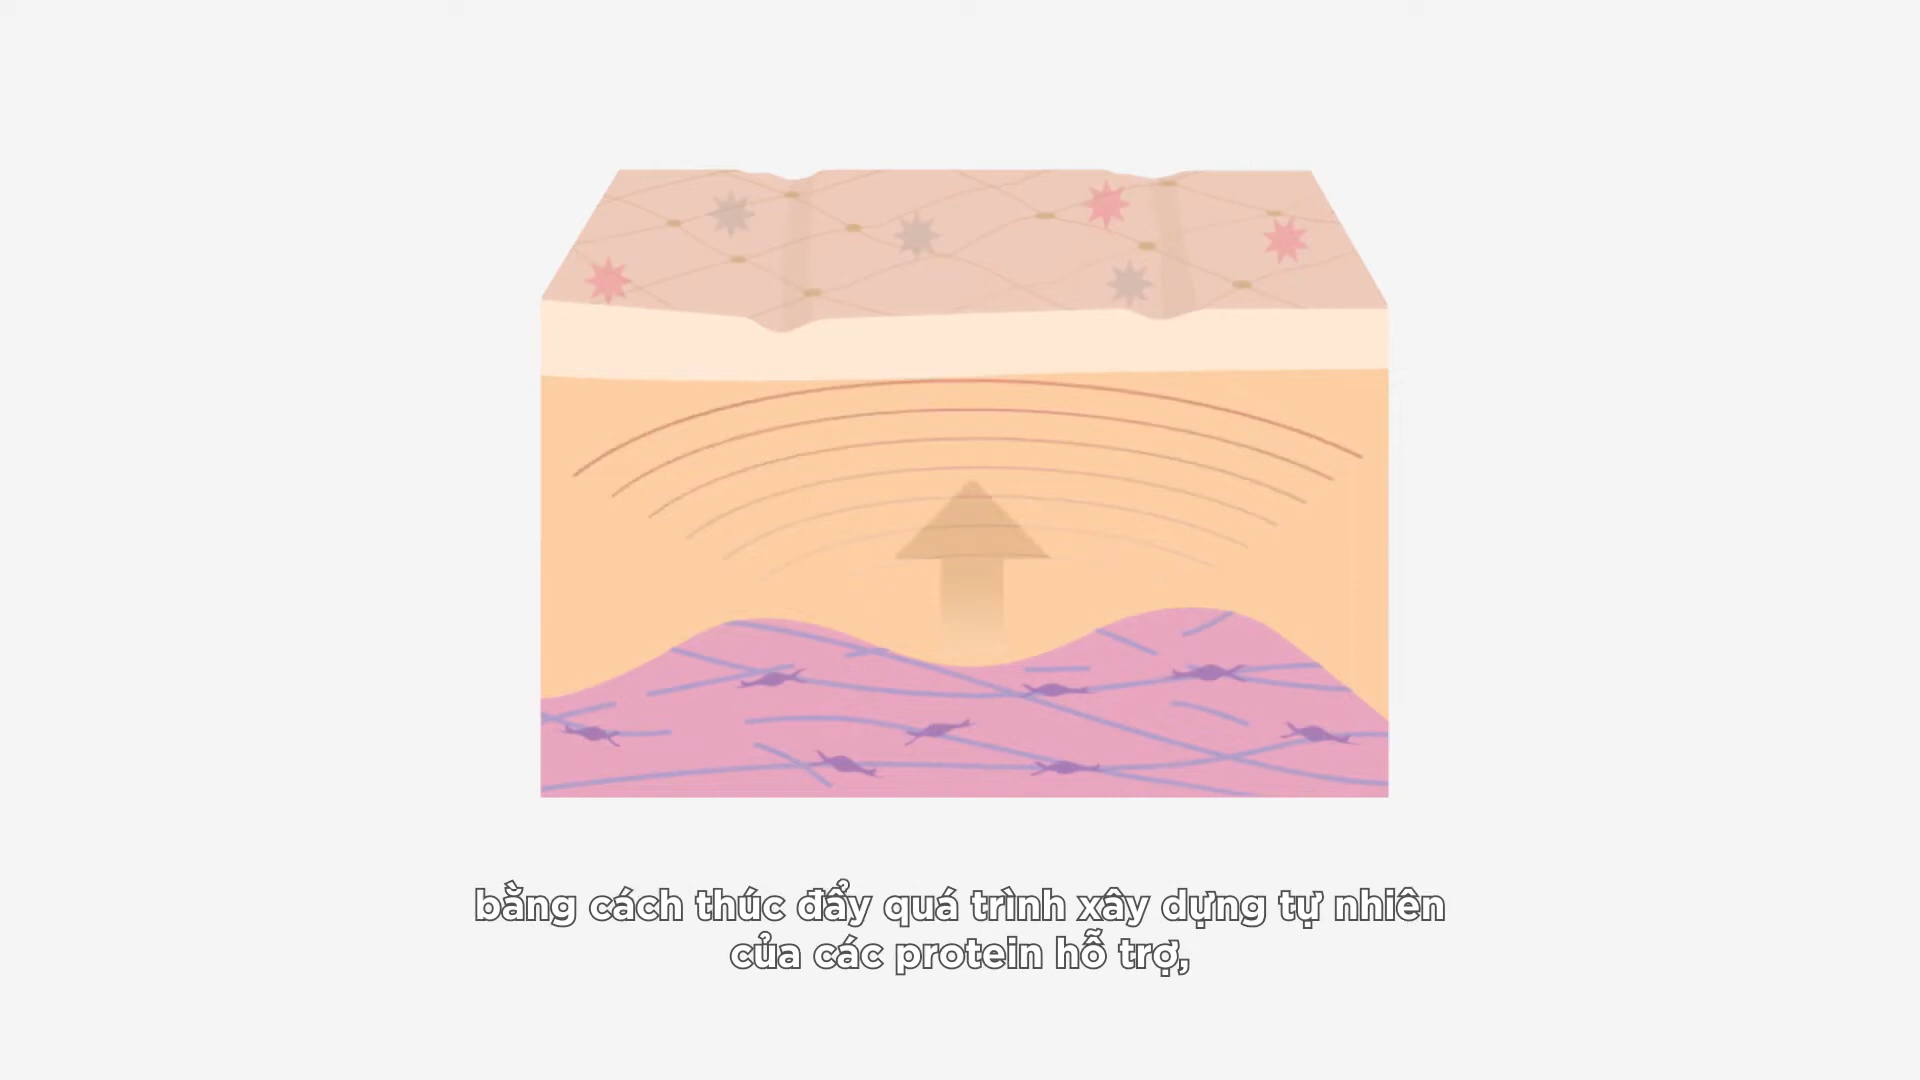 bằng cách thúc đẩy quá trình xây dựng tự nhiên
của các protein hỗ trợ,